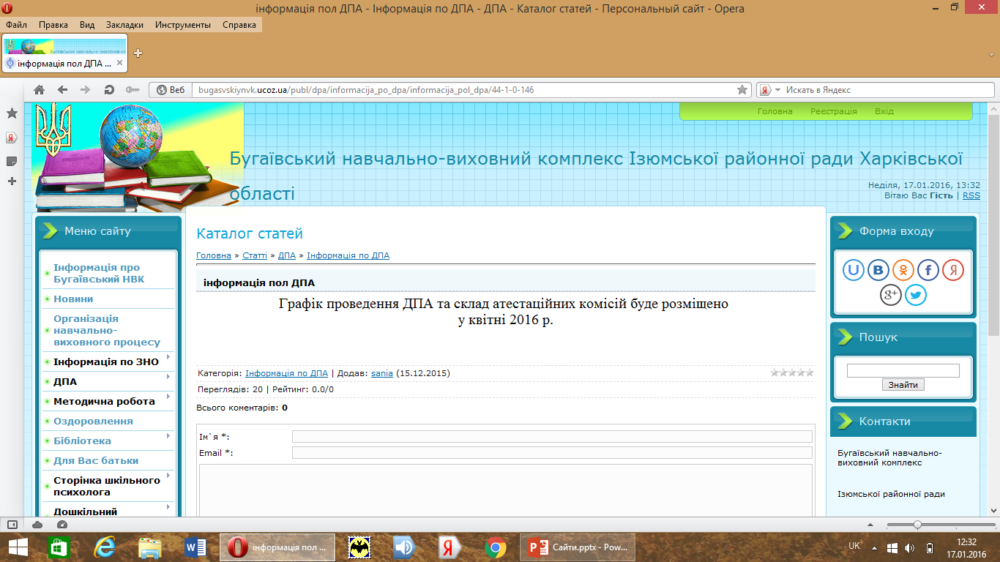 інформація пол ДПА - Інформація по ДПА - ДПА - Каталог статей - Персональный сайт - Opera
Файл Правка Вид Закладки Инструменты Справка
інформація пол ДПА ...
Веб bugasvskiynvk.ucoz.ua/publ/dpa/informacija_po_dpa/informacija_pol_dpa/44-1-0-146 Искать в Яндекс
Головна Реєстрація Вхід
Бугаївський навчально-виховний комплекс Ізюмської районної ради Харківської
області
Неділя, 17.01.2016, 13:32
Вітаю Вас Гість | RSS
Меню сайту
Інформація про
Бугаївський НВК
Новини
Організація
навчально-
виховного процесу
Інформація по ЗНО
ДПА
Методична робота
Оздоровлення
Бібліотека
Для Вас батьки
Сторінка шкільного
психолога
Дошкільний
Каталог статей
Головна » Статті » ДПА » Інформація по ДПА
інформація пол ДПА
Графік проведення ДПА та склад атестаційних комісій буде розміщено
у квітні 2016 р.
Категорія: Інформація по ДПА | Додав: sania (15.12.2015)
Переглядів: 20 | Рейтинг: 0.0/0
Всього коментарів: 0
Ім`я *:
Email *:
Форма входу
Пошук
Знайти
Контакти
Бугаївський навчально-
виховний комплекс
Ізюмської районної ради
інформація пол ...
Сайти.pptx - Pow...
UK
12:32
17.01.2016